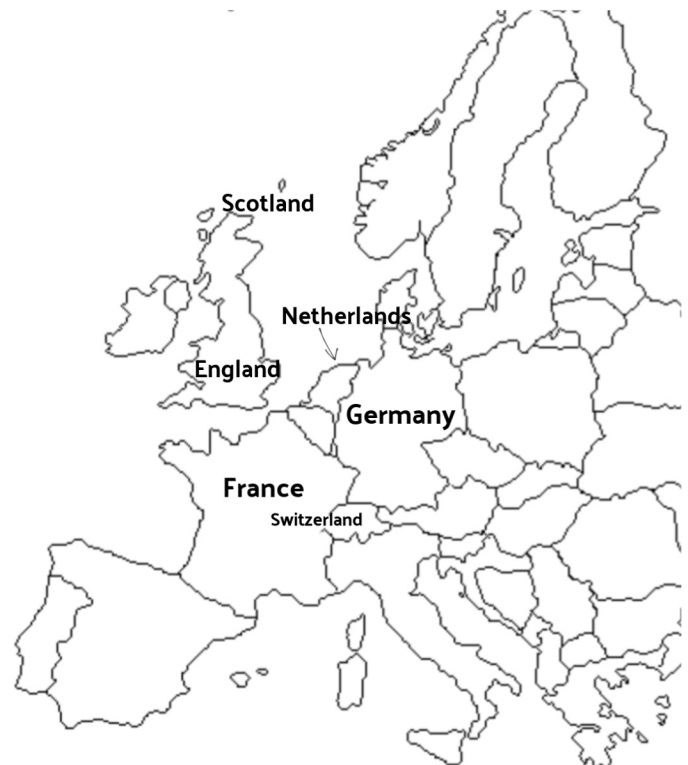 Scotland
Netherlands
England
Germany
France
Switzerland